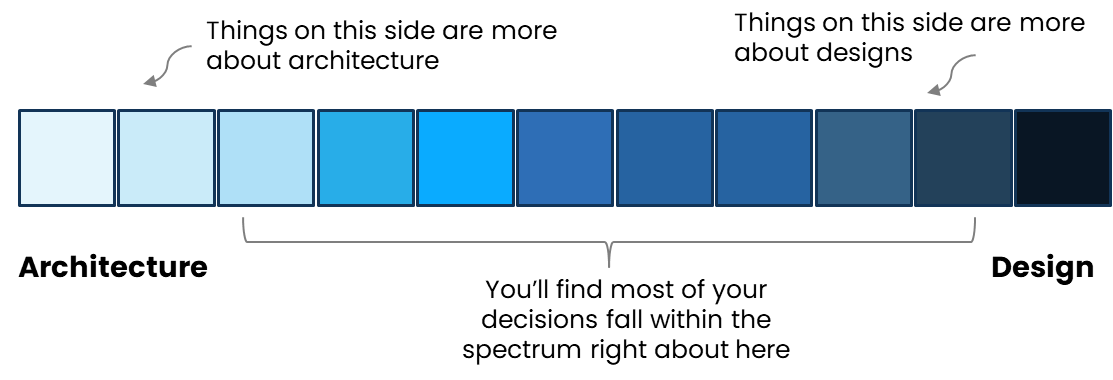 Things on this side are more
about architecture
Things on this side are more
about designs
Architecture
Design
You’ll find most of your
decisions fall within the
spectrum right about here